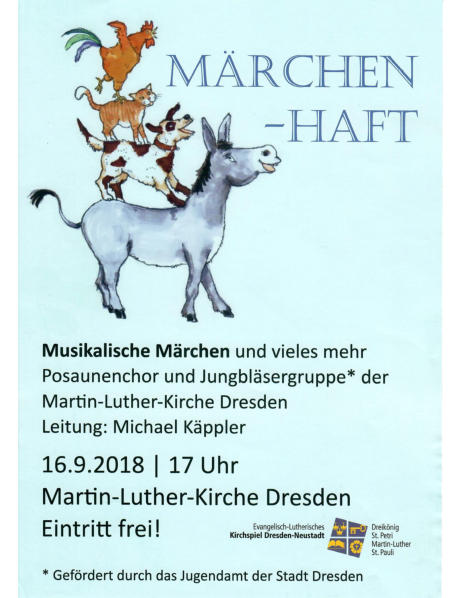 MÄRCHEN
-HAFT
Musikalische Märchen und vieles mehr
Posaunenchor und Jungbläsergruppe* der
Martin-Luther-Kirche Dresden
Leitung: Michael Käppler
16.9.2018 | 17 Uhr
Martin-Luther-Kirche Dresden
Eintritt frei!
Evangelisch-Lutherisches
Kirchspiel Dresden-Neustadt
Dreikönig
St. Petri
Martin-Luther
St. Pauli
* Gefördert durch das Jugendamt der Stadt Dresden